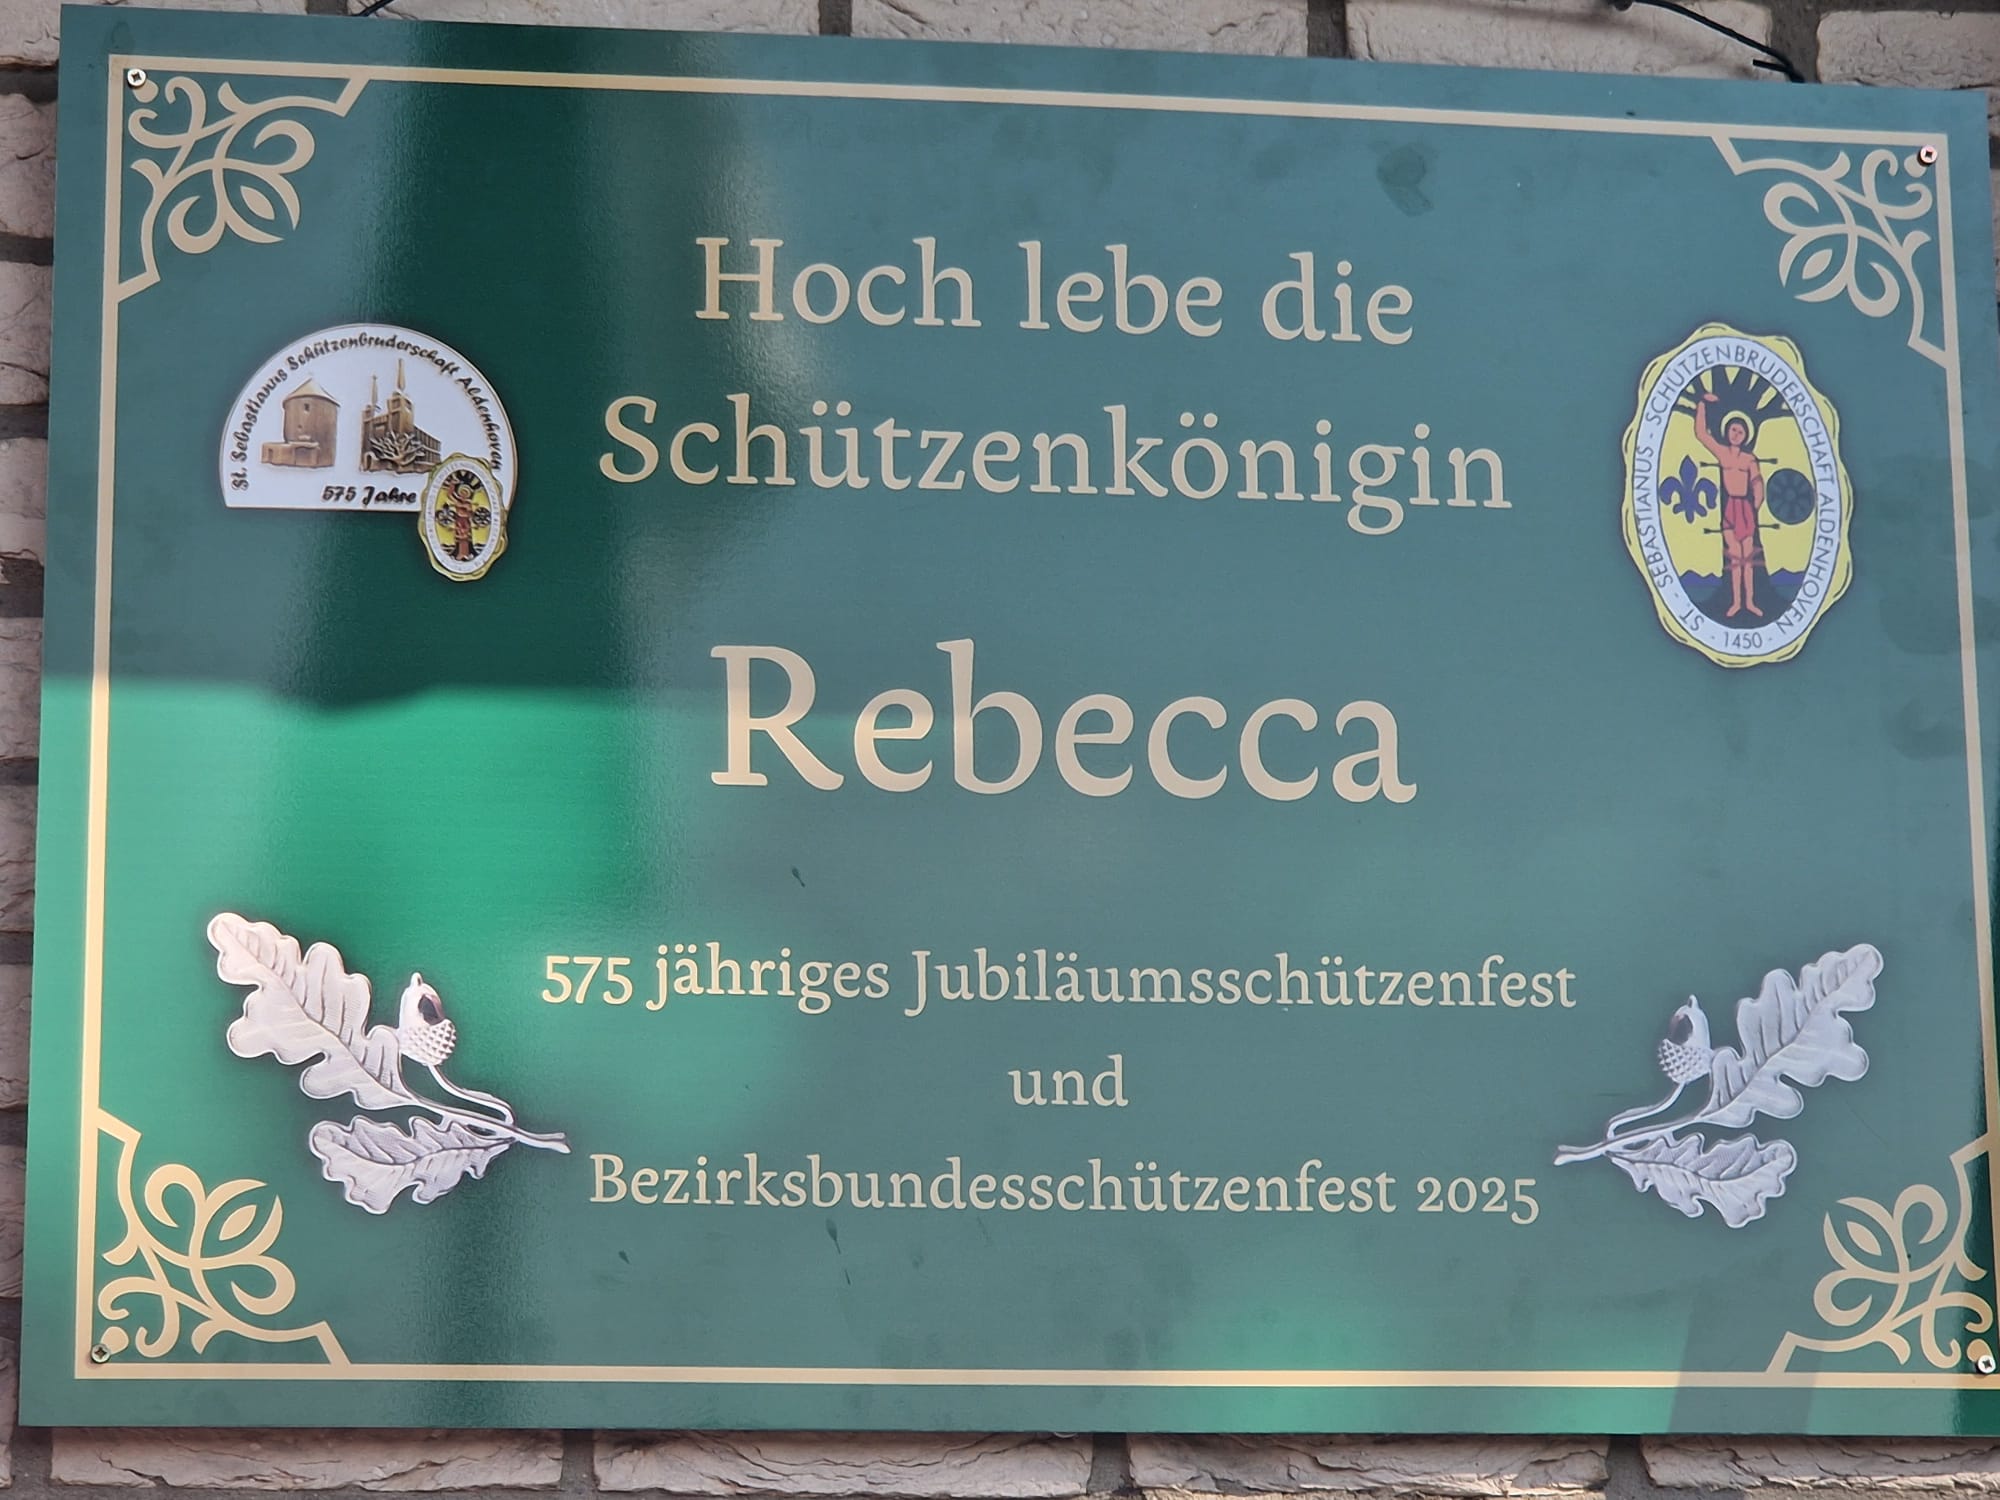 Hoch lebe die
Schützenkönigin
Rebecca
575 jähriges Jubiläumsschützenfest
und
Bezirksbundesschützenfest 2025
St. Sebastianus Schützenbruderschaft Aldenhoven
575 Jahre
ST. - SEBASTIANUS - SCHÜTZENBRUDERSCHAFT ALDENHOVEN
- 1450 -